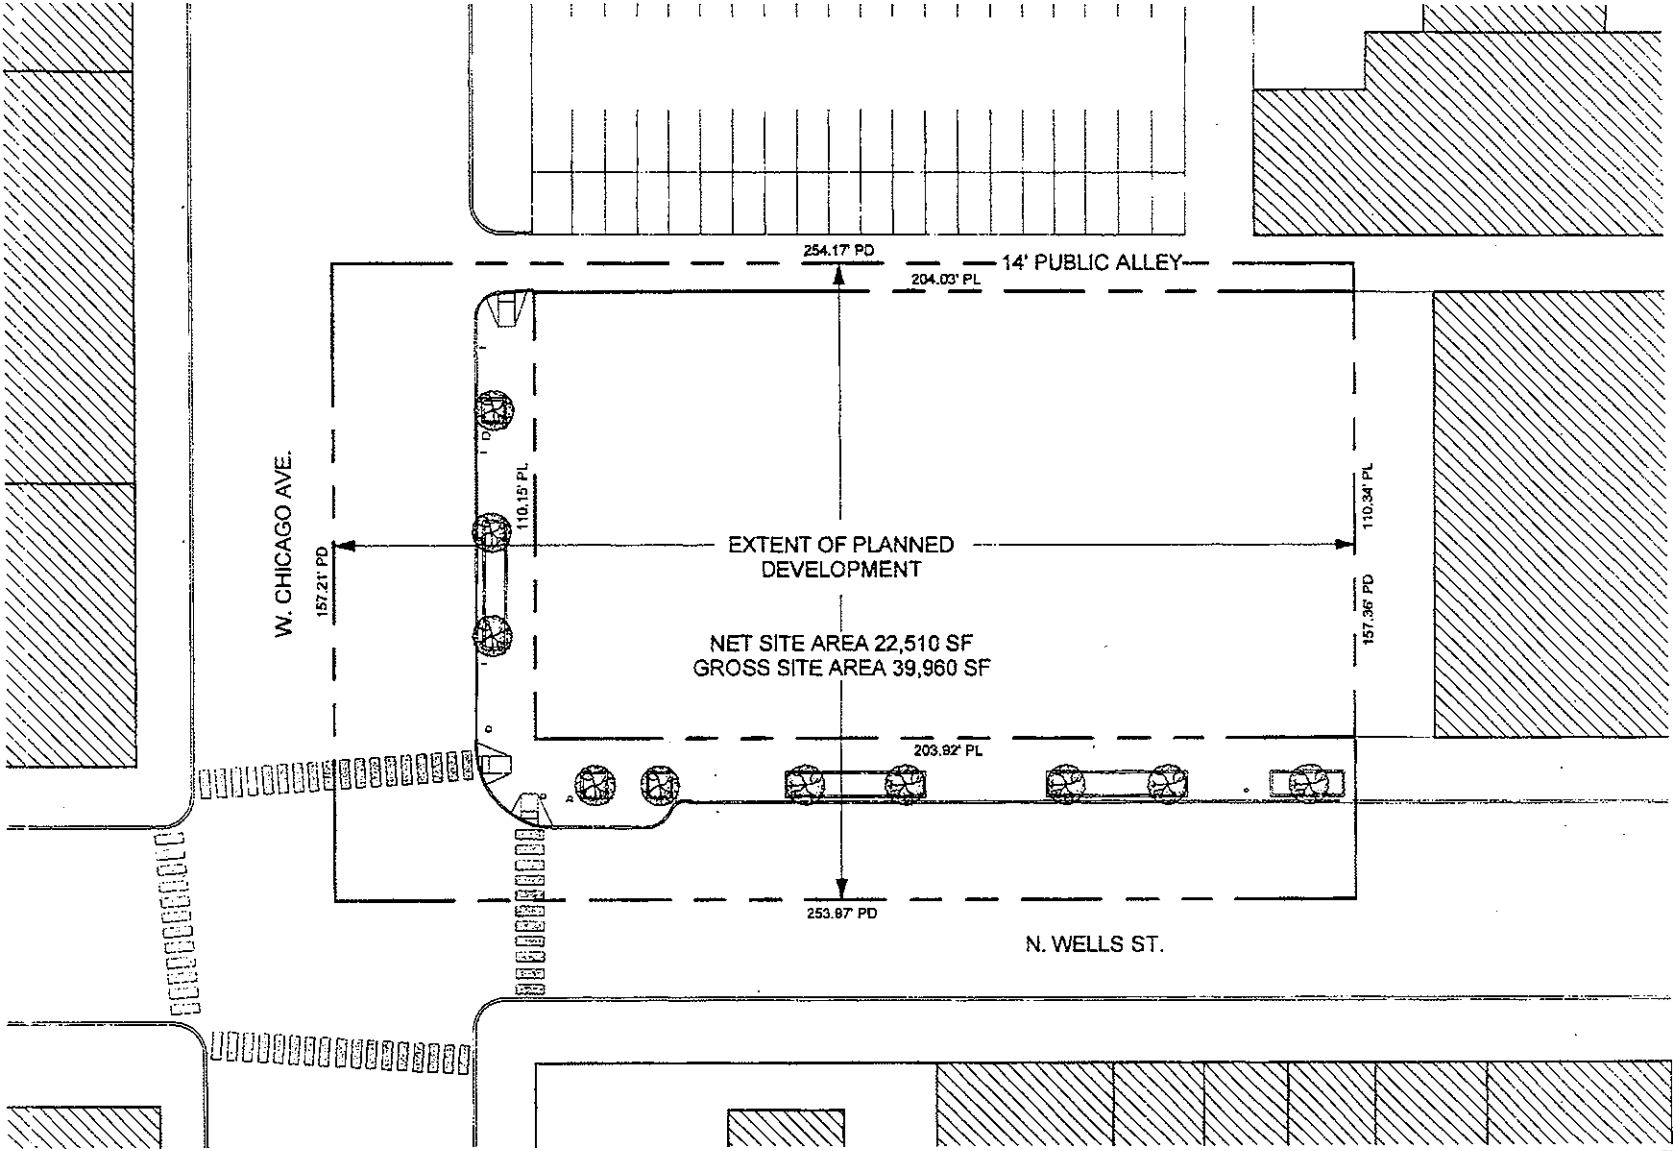 254.17' PD
14' PUBLIC ALLEY
204.03' PL
W. CHICAGO AVE.
157.21' PD
110.15' PL
110.34' PL
157.36' PD
EXTENT OF PLANNED
DEVELOPMENT
NET SITE AREA 22,510 SF
GROSS SITE AREA 39,960 SF
203.92' PL
253.97' PD
N. WELLS ST.